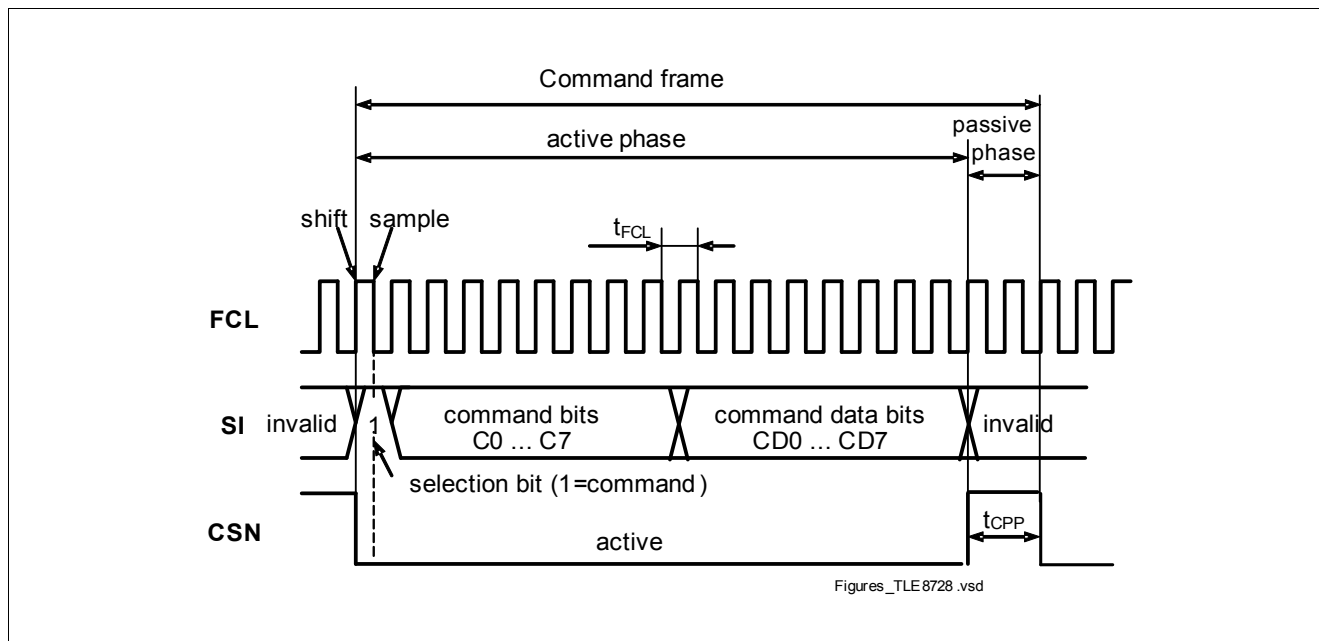 Command frame
active phase
passive
phase
shift
sample
tFCL
FCL
SI
invalid
1
command bits
C0 ... C7
command data bits
CD0 ... CD7
invalid
selection bit (1=command)
CSN
active
tCPP
Figures_TLE8728.vsd